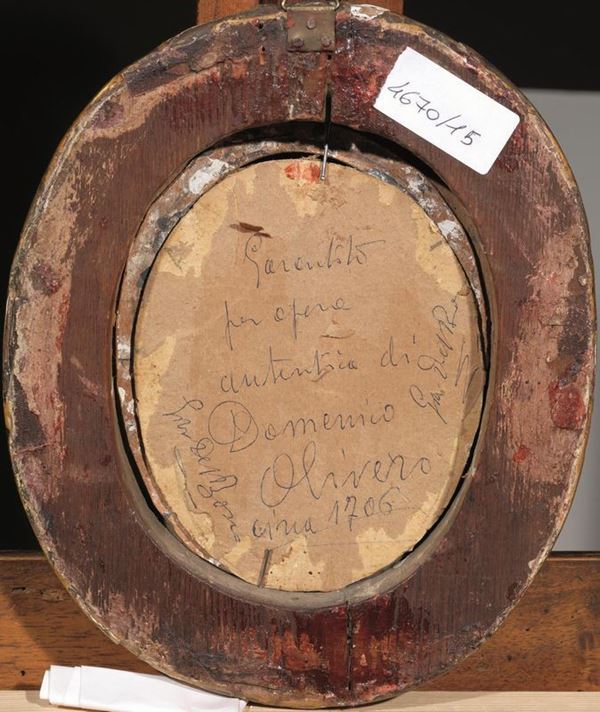 4670/15
Garantito
per opera
autentica di
Domenico
Olivero
circa 1706